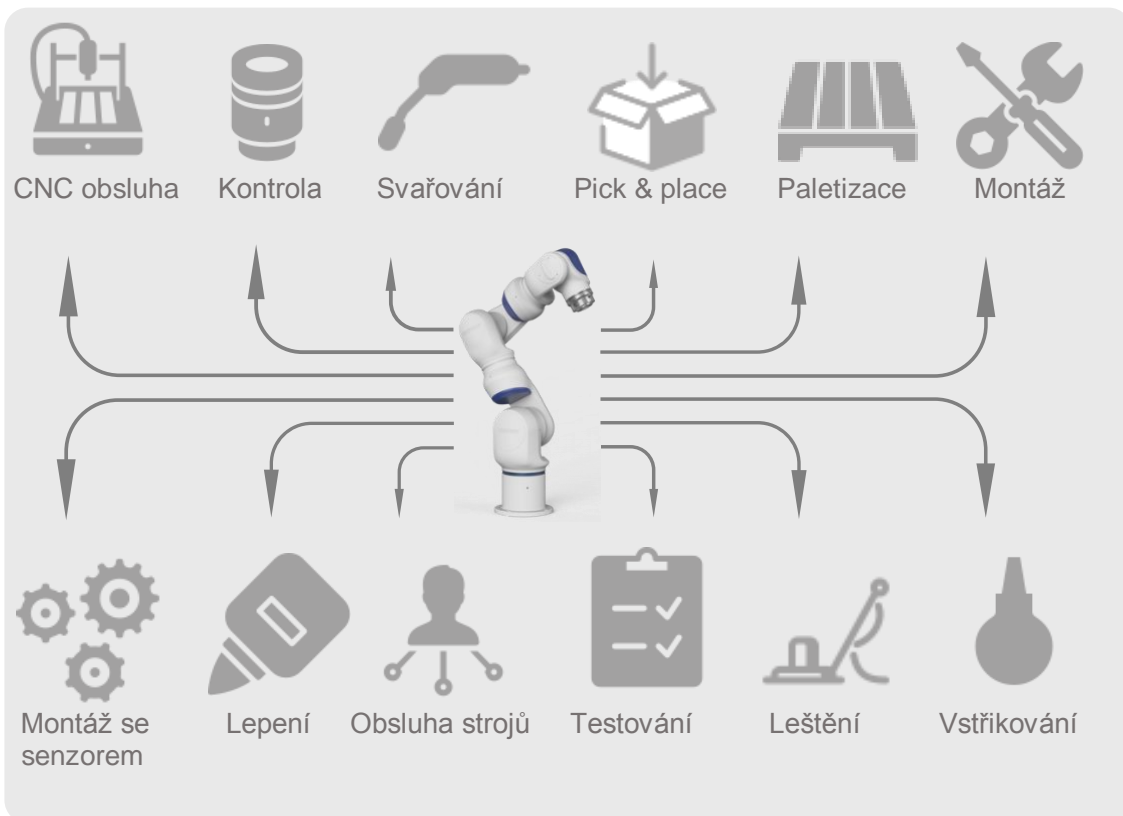 CNC obsluha
Kontrola
Svařování
Pick & place
Paletizace
Montáž
Montáž se
senzorem
Lepení
Obsluha strojů
Testování
Leštění
Vstřikování